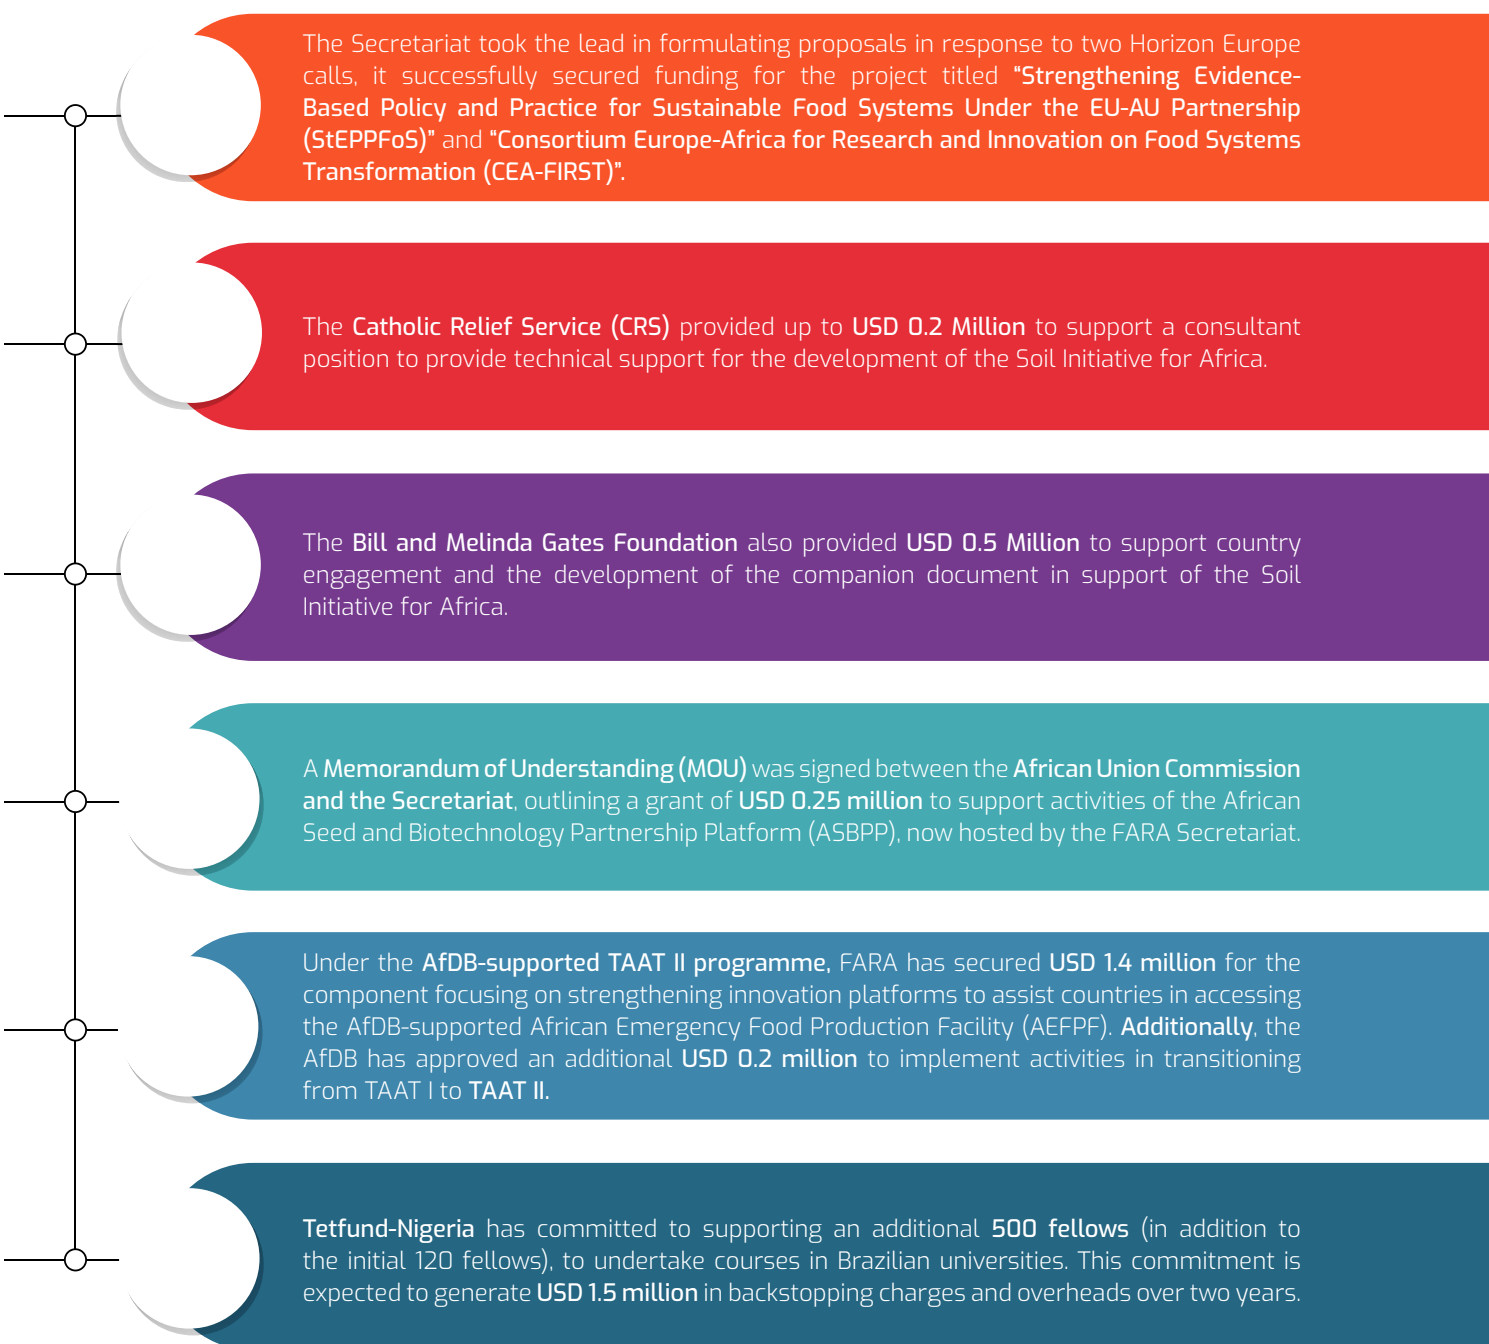 The Secretariat took the lead in formulating proposals in response to two Horizon Europe
calls, it successfully secured funding for the project titled “Strengthening Evidence-
Based Policy and Practice for Sustainable Food Systems Under the EU-AU Partnership
(StEPPFoS)” and “Consortium Europe-Africa for Research and Innovation on Food Systems
Transformation (CEA-FIRST)”.
The Catholic Relief Service (CRS) provided up to USD 0.2 Million to support a consultant
position to provide technical support for the development of the Soil Initiative for Africa.
The Bill and Melinda Gates Foundation also provided USD 0.5 Million to support country
engagement and the development of the companion document in support of the Soil
Initiative for Africa.
A Memorandum of Understanding (MOU) was signed between the African Union Commission
and the Secretariat, outlining a grant of USD 0.25 million to support activities of the African
Seed and Biotechnology Partnership Platform (ASBPP), now hosted by the FARA Secretariat.
Under the AfDB-supported TAAT II programme, FARA has secured USD 1.4 million for the
component focusing on strengthening innovation platforms to assist countries in accessing
the AfDB-supported African Emergency Food Production Facility (AEFPF). Additionally, the
AfDB has approved an additional USD 0.2 million to implement activities in transitioning
from TAAT I to TAAT II.
Tetfund-Nigeria has committed to supporting an additional 500 fellows (in addition to
the initial 120 fellows), to undertake courses in Brazilian universities. This commitment is
expected to generate USD 1.5 million in backstopping charges and overheads over two years.